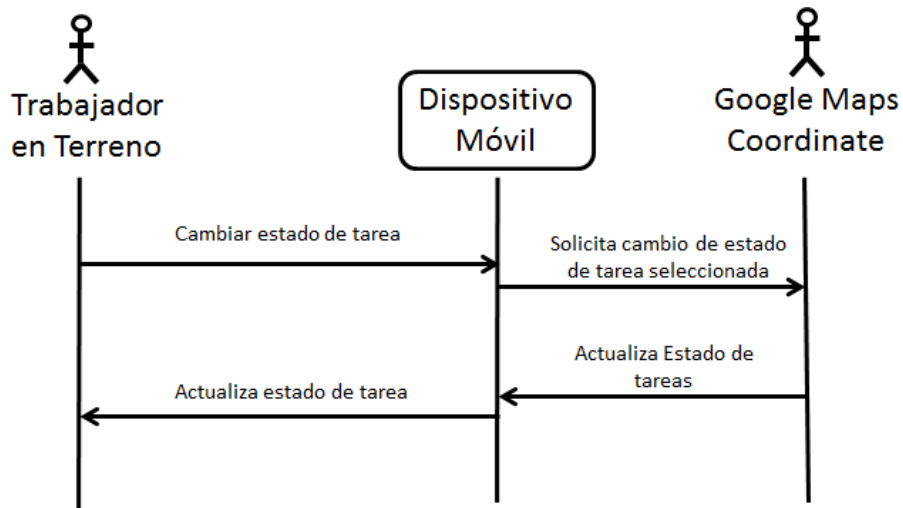 Trabajador
en Terreno
Dispositivo
Móvil
Google Maps
Coordinate
Cambiar estado de tarea
Solicita cambio de estado
de tarea seleccionada
Actualiza Estado de
tareas
Actualiza estado de tarea